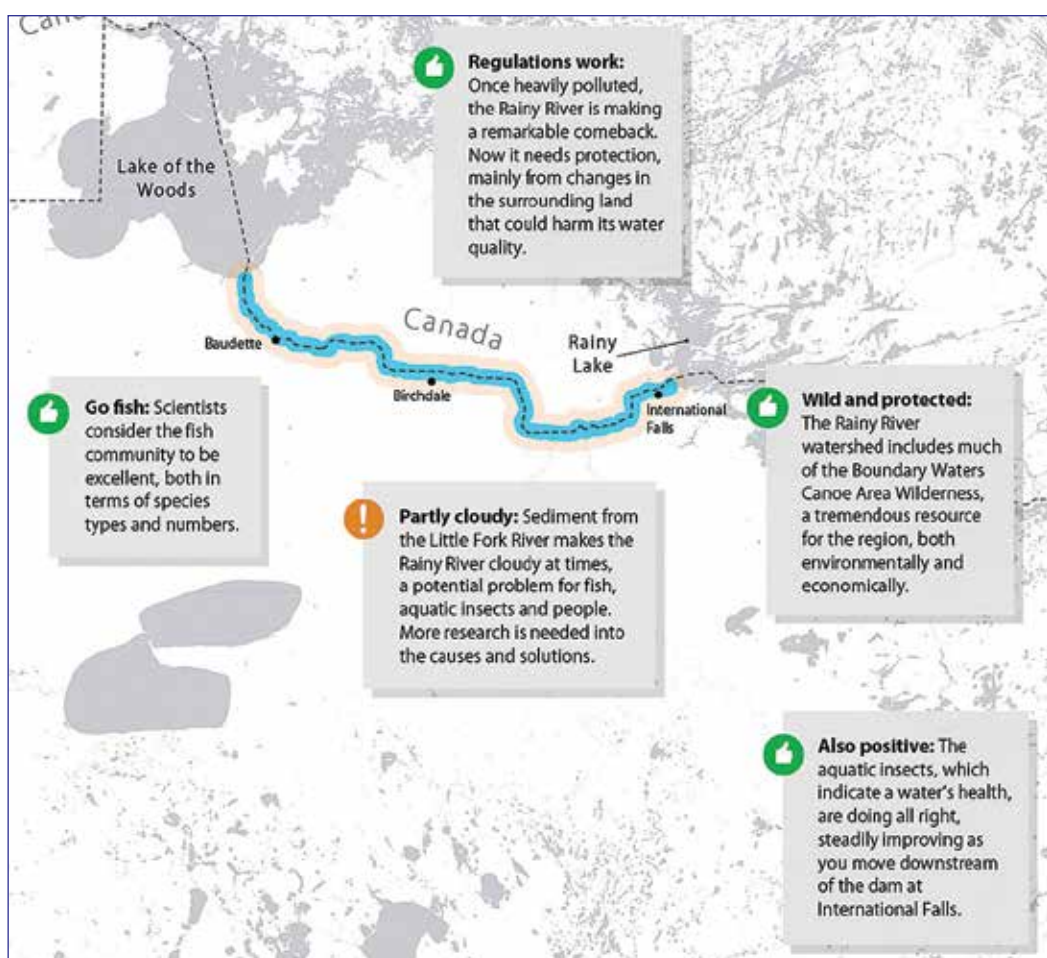 Regulations work:
Once heavily polluted,
the Rainy River is making
a remarkable comeback.
Now it needs protection,
mainly from changes in
the surrounding land
that could harm its water
quality.
Lake of the
Woods
Canada
Baudette
Birchdale
Rainy
Lake
International
Falls
Go fish: Scientists
consider the fish
community to be
excellent, both in
terms of species
types and numbers.
Partly cloudy: Sediment from
the Little Fork River makes the
Rainy River cloudy at times,
a potential problem for fish,
aquatic insects and people.
More research is needed into
the causes and solutions.
Wild and protected:
The Rainy River
watershed includes much
of the Boundary Waters
Canoe Area Wilderness,
a tremendous resource
for the region, both
environmentally and
economically.
Also positive: The
aquatic insects, which
indicate a water's health,
are doing all right,
steadily improving as
you move downstream
of the dam at
International Falls.